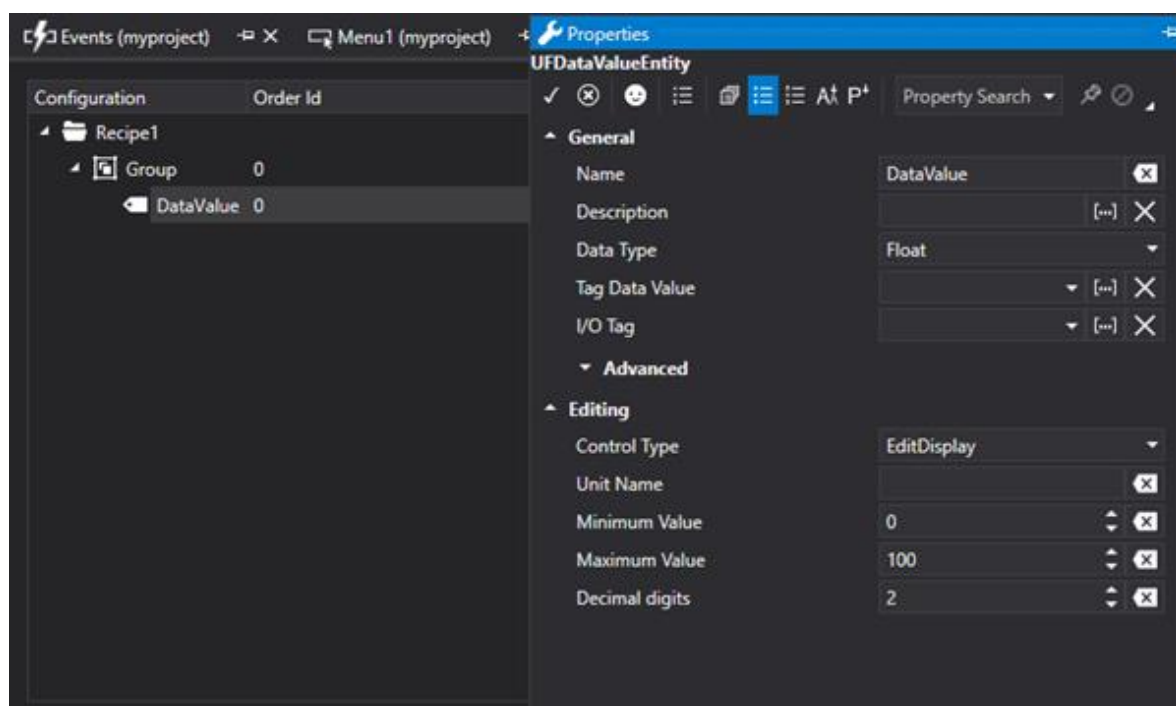 Events (myproject) Menu1 (myproject)
Configuration Order Id
Recipe1
Group 0
DataValue 0
Properties
UFDataValueEntity
Property Search
General
Name DataValue
Description
Data Type Float
Tag Data Value
I/O Tag
Advanced
Editing
Control Type EditDisplay
Unit Name
Minimum Value 0
Maximum Value 100
Decimal digits 2